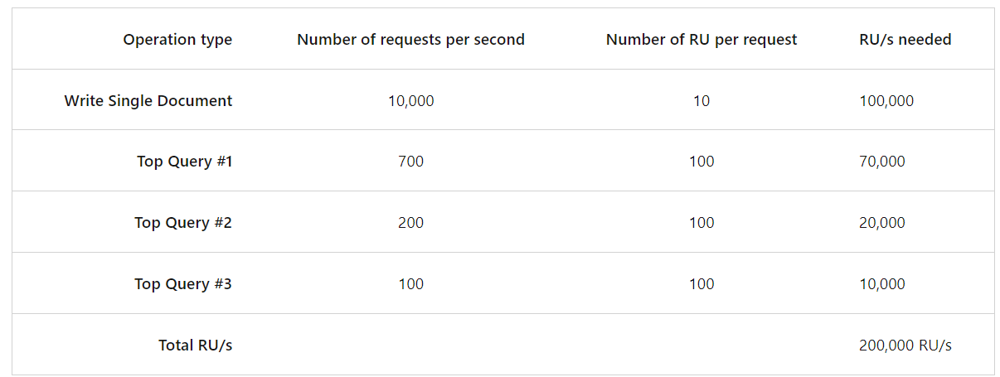 Operation type Number of requests per second Number of RU per request RU/s needed
Write Single Document 10,000 10 100,000
Top Query #1 700 100 70,000
Top Query #2 200 100 20,000
Top Query #3 100 100 10,000
Total RU/s 200,000 RU/s